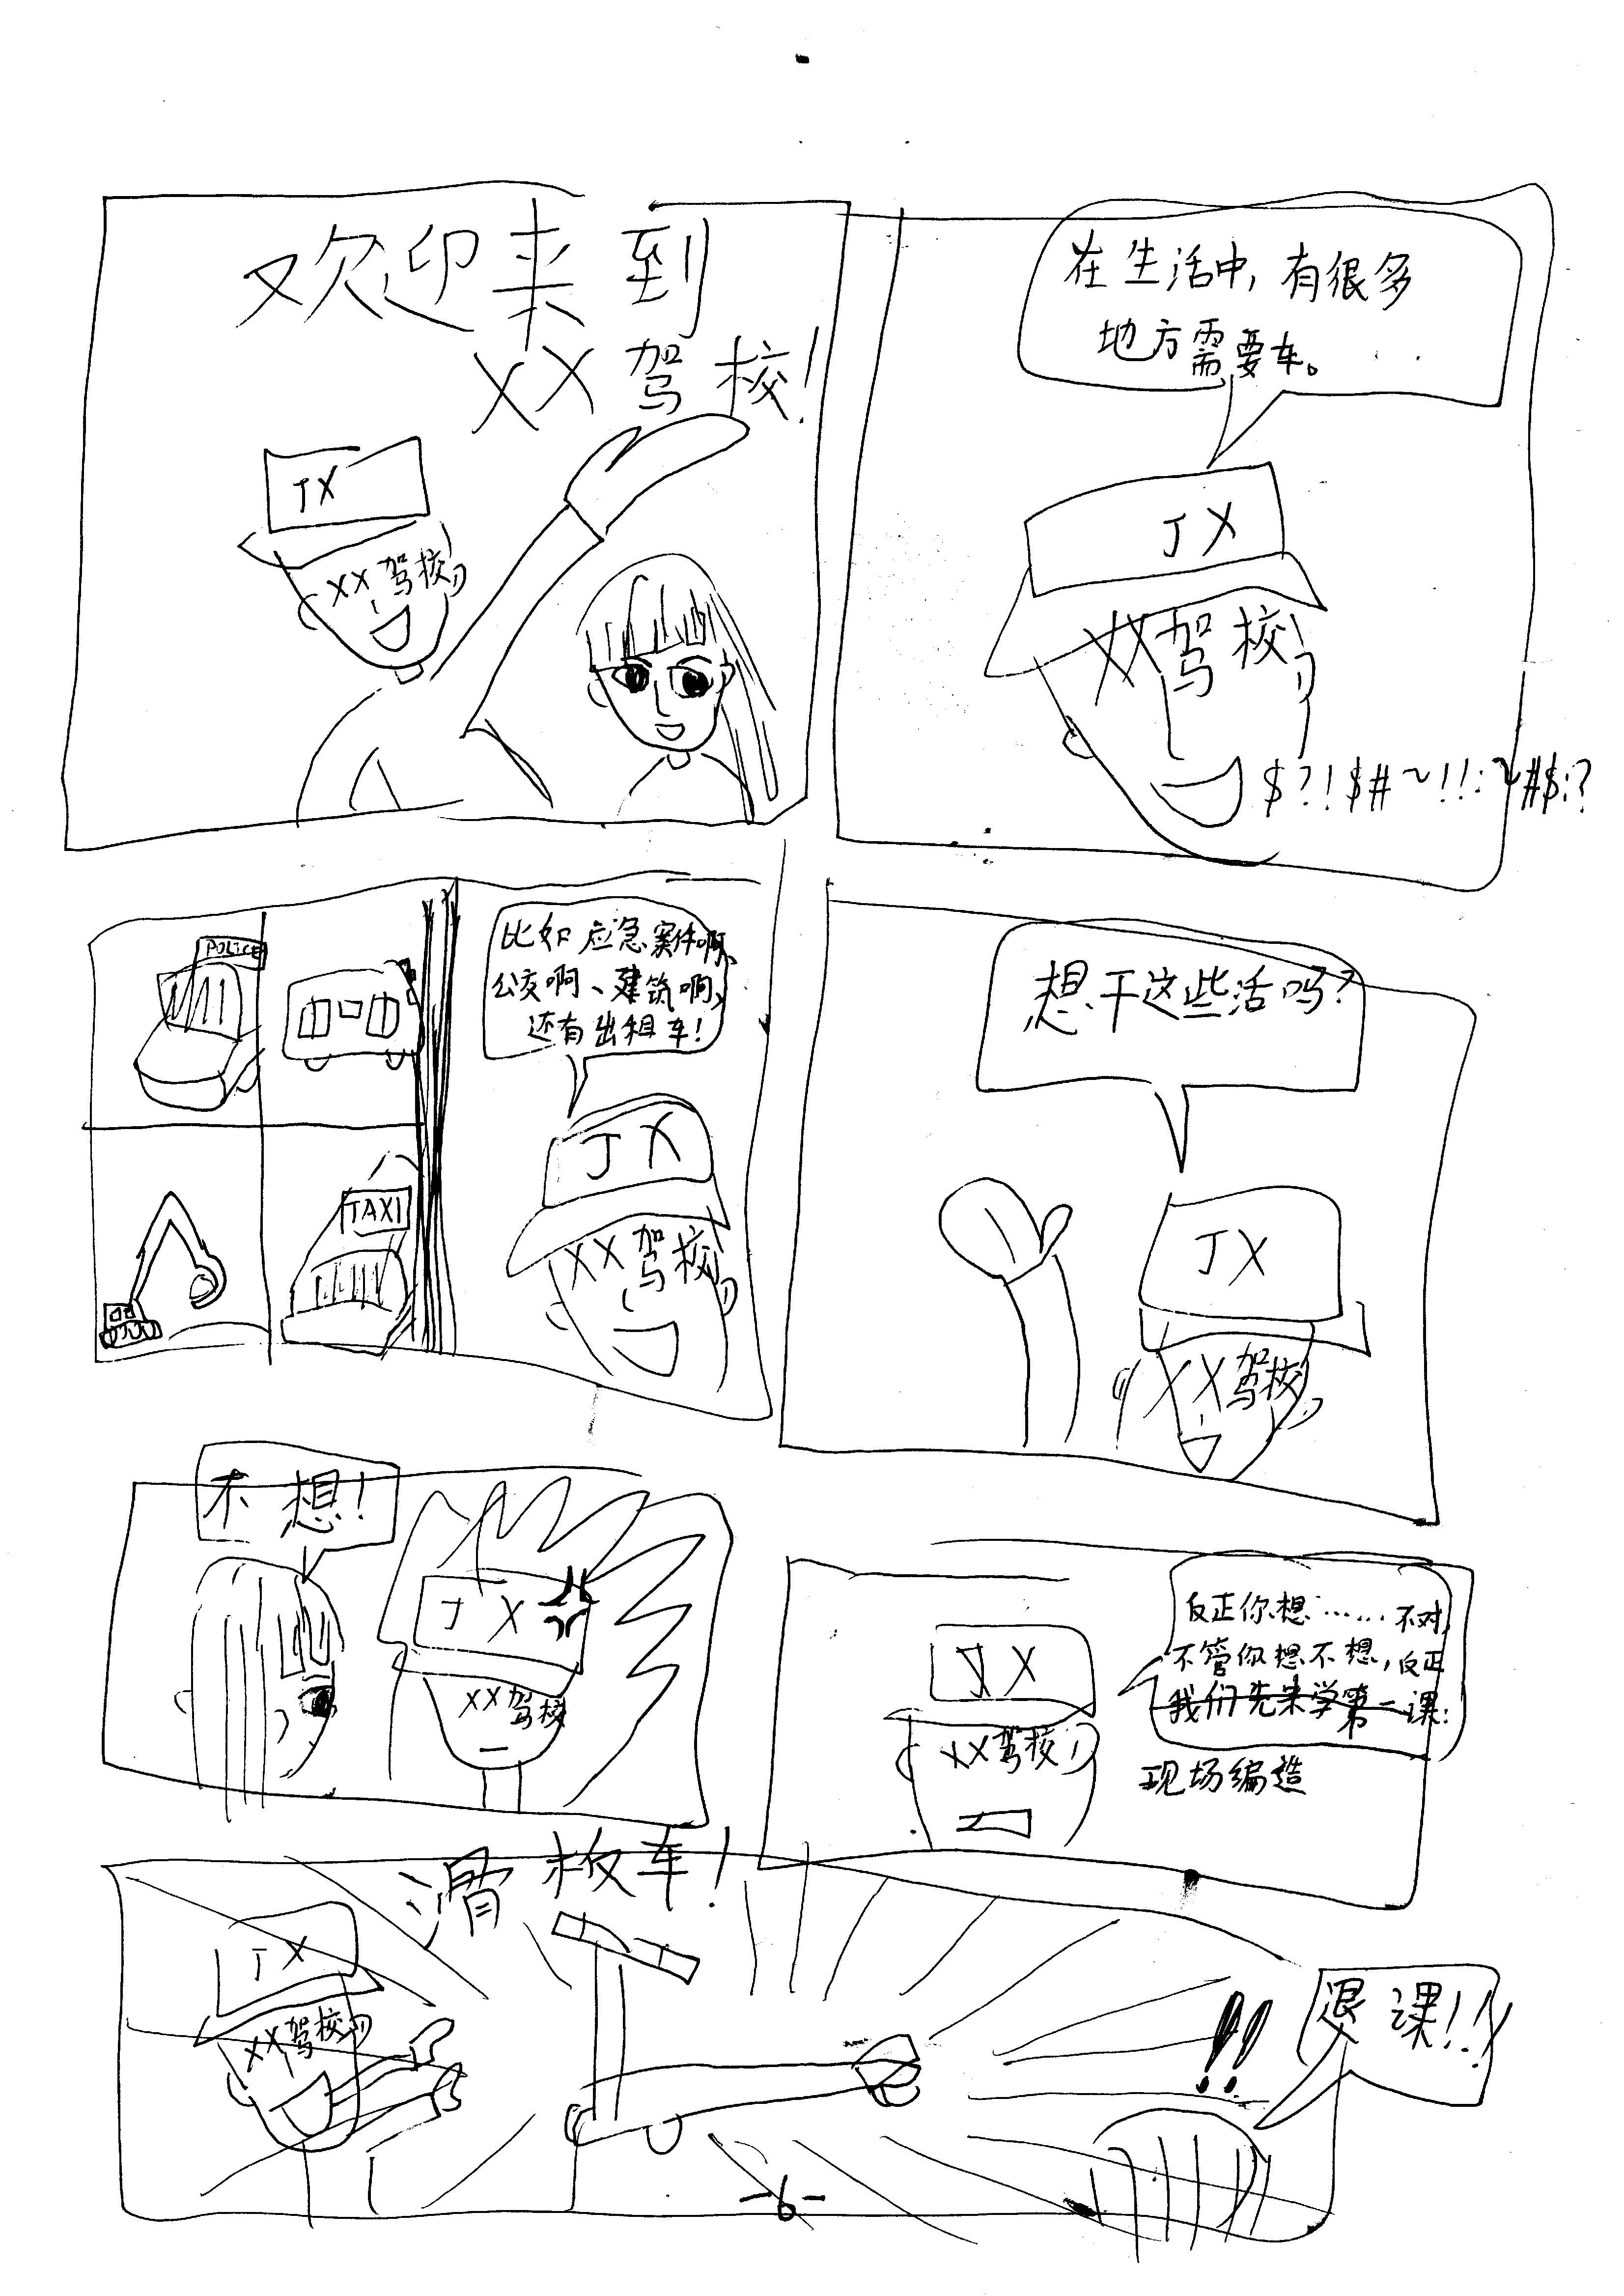 欢迎来到
XX驾校!
JX
XX驾校
在生活中,有很多
地方需要车。
JX
XX驾校
$?!$#~!!:~#$:?
POLICE
TAXI
比如应急案件啊、
公交啊、建筑啊、
还有出租车!
JX
XX驾校
想干这些活吗?
JX
XX驾校
不想!
JX
XX驾校
反正你想……不对,
不管你想不想,反正
我们先来学第一课:
现场编造
JX
XX驾校
滑板车!
JX
XX驾校
!!
退课!!
-6-